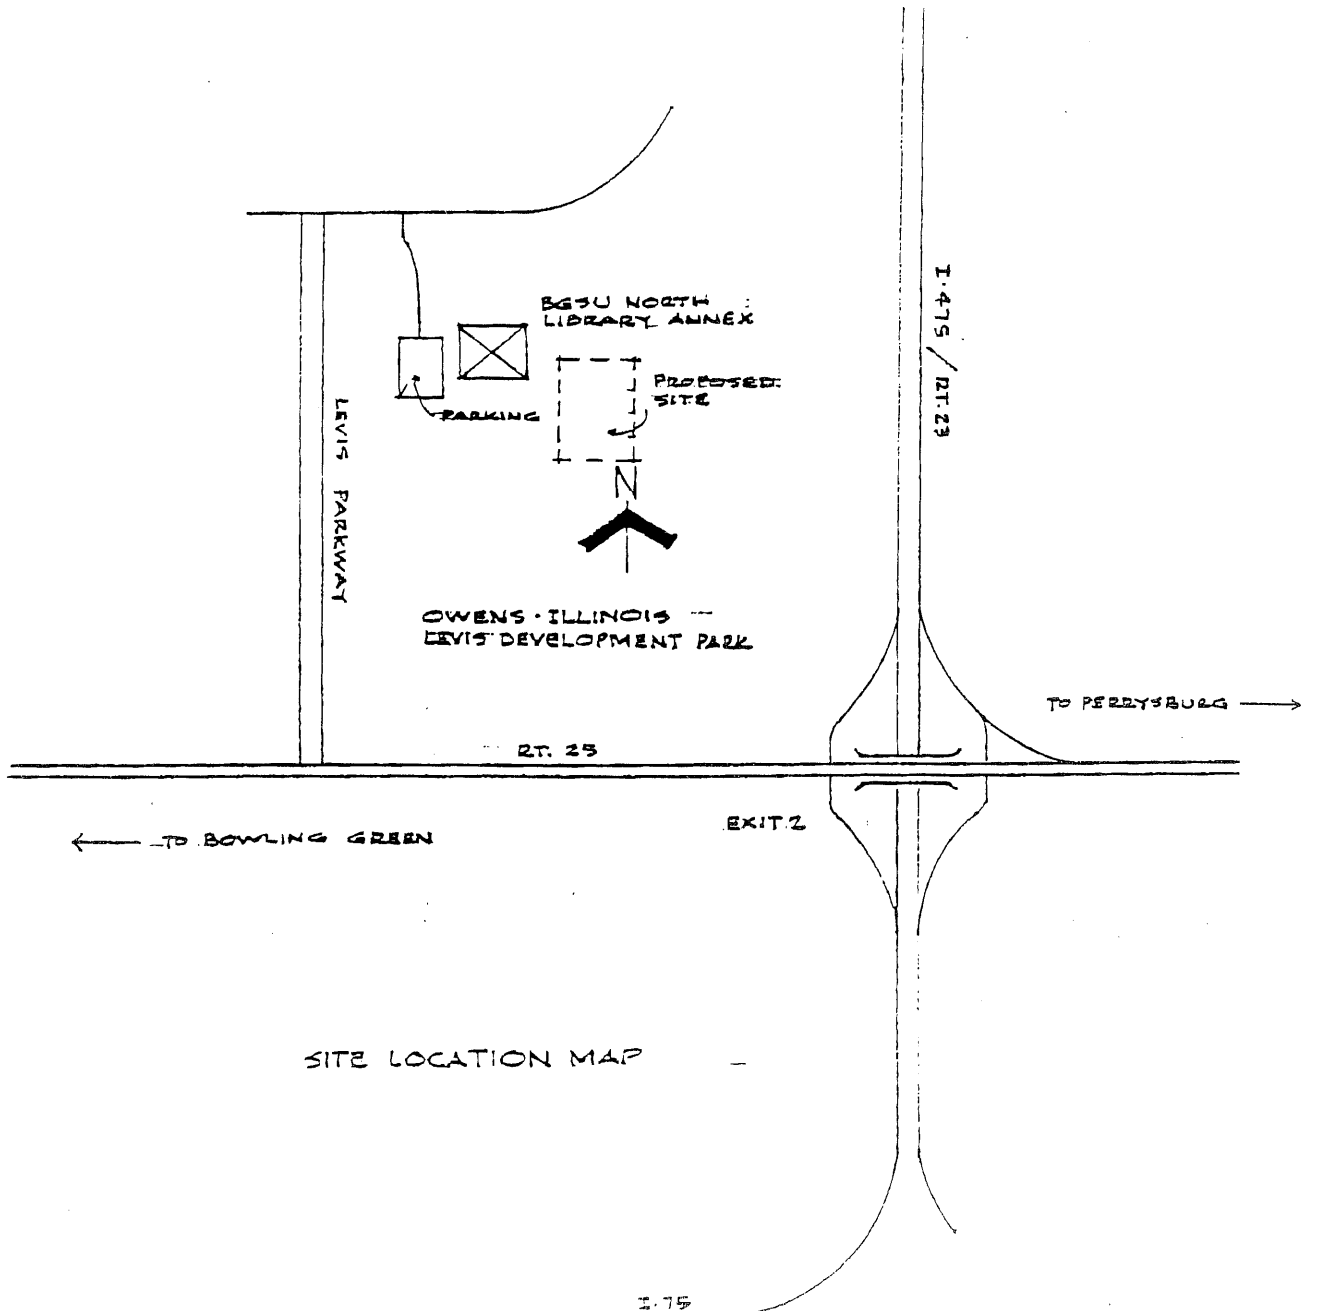 I-475 / RT. 23
BGSU NORTH
LIBRARY ANNEX
PROPOSED
SITE
PARKING
LEVIS PARKWAY
N
OWENS-ILLINOIS
LEVIS DEVELOPMENT PARK
TO PERRYSBURG
RT. 25
EXIT 2
TO BOWLING GREEN
SITE LOCATION MAP
I-75